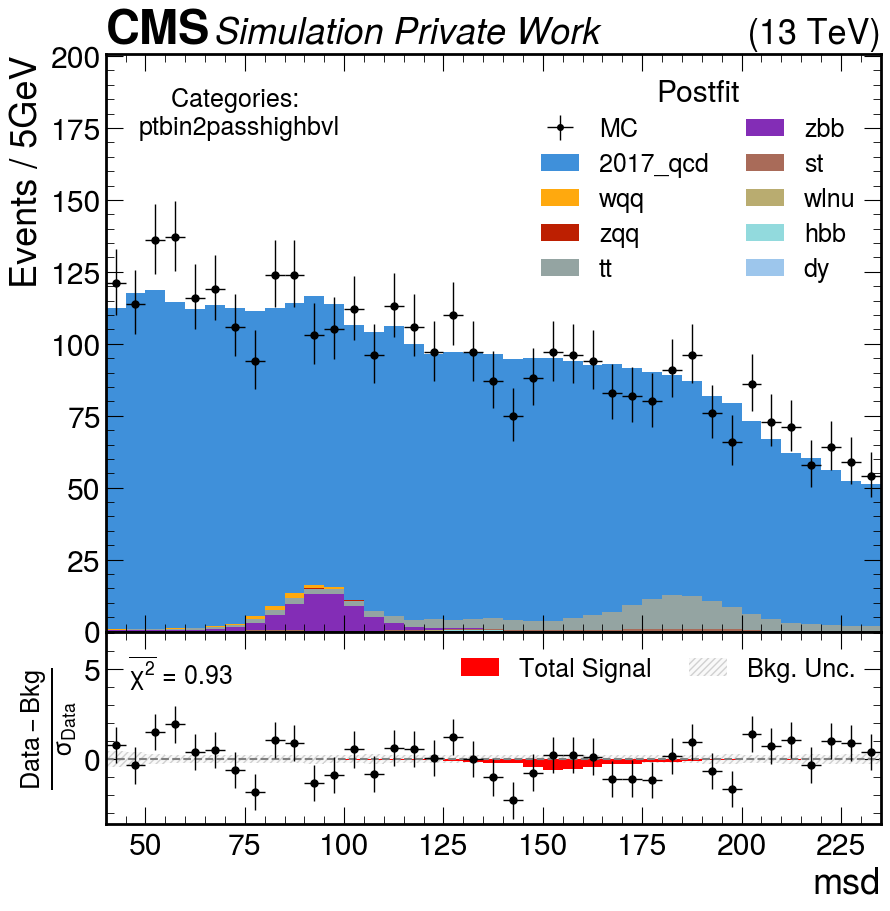 CMS Simulation Private Work (13 TeV)
Events / 5GeV
200
175
150
125
100
75
50
25
0
Categories:
ptbin2passhighbvl
Postfit
MC
2017_qcd
wqq
zqq
tt
zbb
st
wlnu
hbb
dy
Data – Bkg
σData
5
0
χ² = 0.93
Total Signal
Bkg. Unc.
50 75 100 125 150 175 200 225
msd